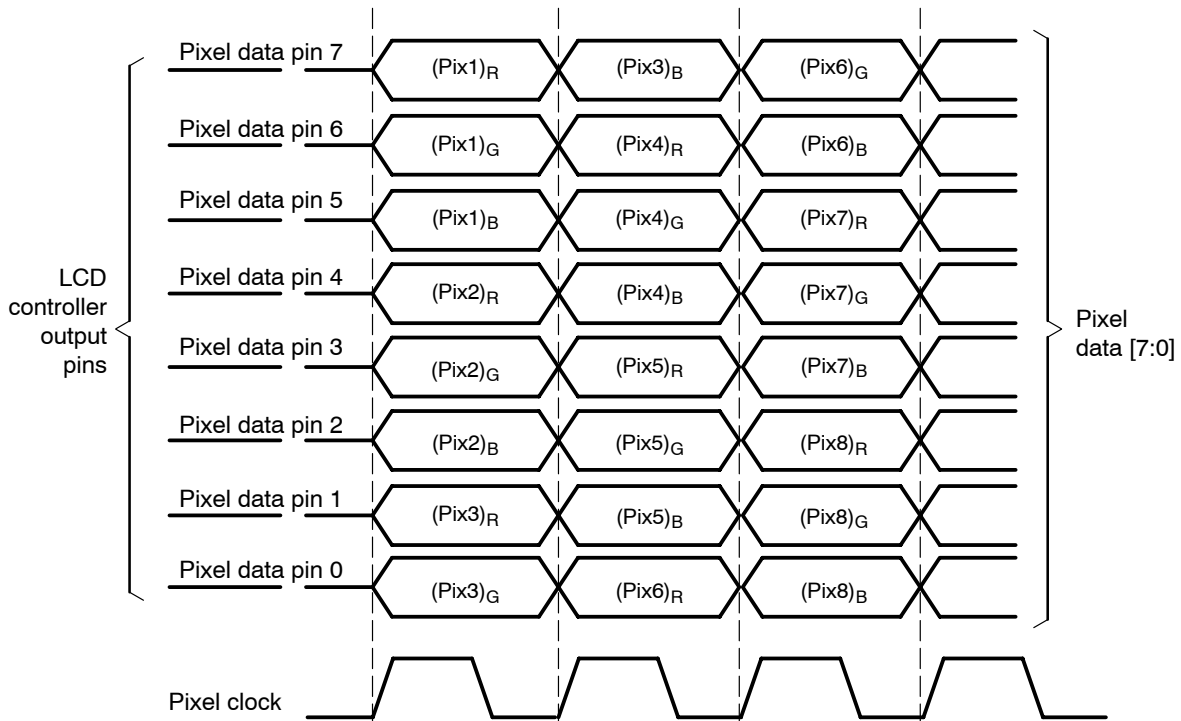 Pixel data pin 7
(Pix1)R
(Pix3)B
(Pix6)G
Pixel data pin 6
(Pix1)G
(Pix4)R
(Pix6)B
Pixel data pin 5
(Pix1)B
(Pix4)G
(Pix7)R
Pixel data pin 4
(Pix2)R
(Pix4)B
(Pix7)G
Pixel data pin 3
(Pix2)G
(Pix5)R
(Pix7)B
Pixel data pin 2
(Pix2)B
(Pix5)G
(Pix8)R
Pixel data pin 1
(Pix3)R
(Pix5)B
(Pix8)G
Pixel data pin 0
(Pix3)G
(Pix6)R
(Pix8)B
LCD
controller
output
pins
Pixel
data [7:0]
Pixel clock